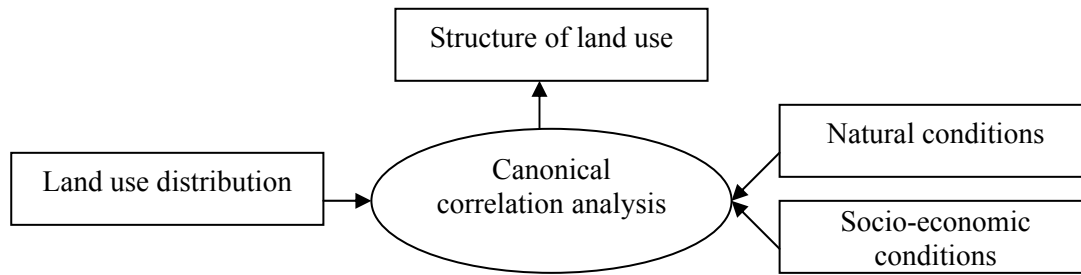 Structure of land use
Natural conditions
Land use distribution
Canonical
correlation analysis
Socio-economic
conditions